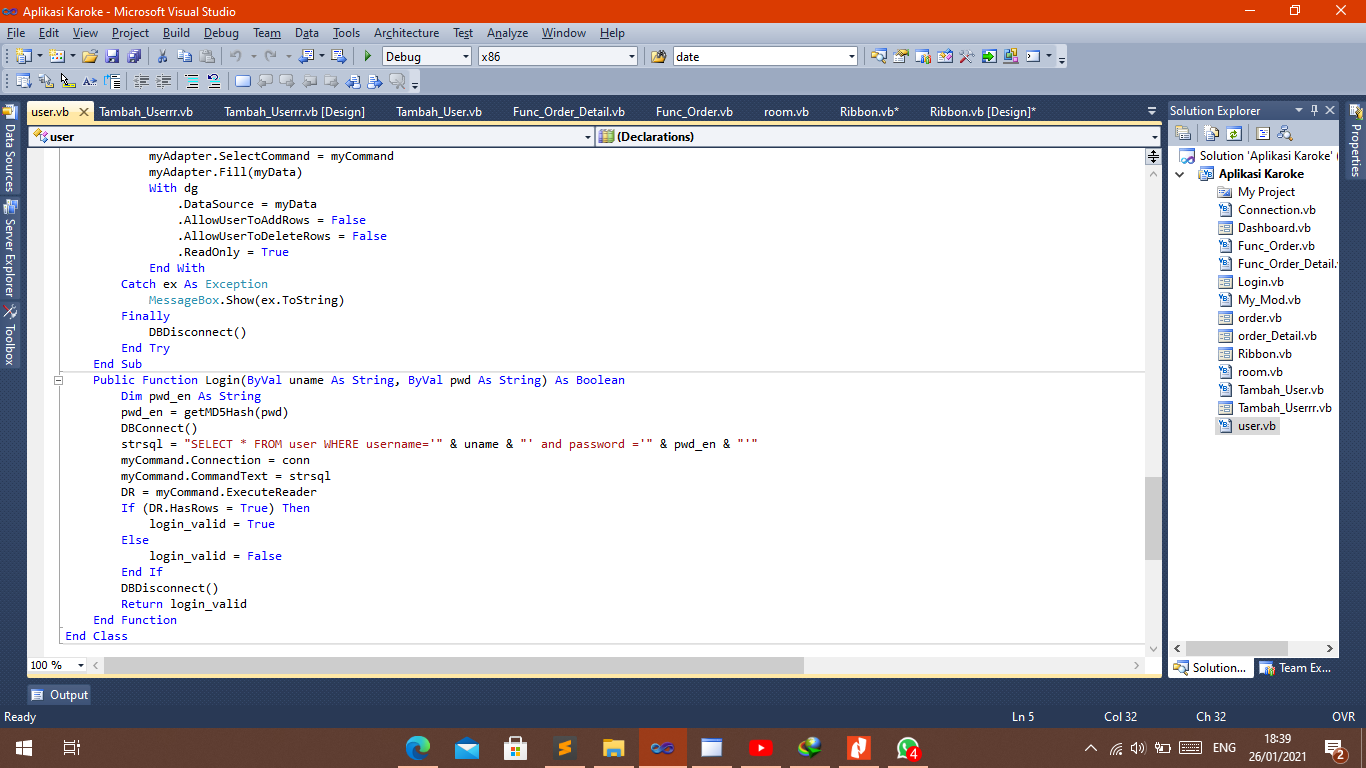 Aplikasi Karoke - Microsoft Visual Studio
File Edit View Project Build Debug Team Data Tools Architecture Test Analyze Window Help
Debug x86 date
user.vb Tambah_Userrr.vb Tambah_Userrr.vb [Design] Tambah_User.vb Func_Order_Detail.vb Func_Order.vb room.vb Ribbon.vb* Ribbon.vb [Design]*
user (Declarations)
Data Sources
Server Explorer
Toolbox
myAdapter.SelectCommand = myCommand
myAdapter.Fill(myData)
With dg
.DataSource = myData
.AllowUserToAddRows = False
.AllowUserToDeleteRows = False
.ReadOnly = True
End With
Catch ex As Exception
MessageBox.Show(ex.ToString)
Finally
DBDisconnect()
End Try
End Sub
Public Function Login(ByVal uname As String, ByVal pwd As String) As Boolean
Dim pwd_en As String
pwd_en = getMD5Hash(pwd)
DBConnect()
strsql = "SELECT * FROM user WHERE username='" & uname & "' and password ='" & pwd_en & "'"
myCommand.Connection = conn
myCommand.CommandText = strsql
DR = myCommand.ExecuteReader
If (DR.HasRows = True) Then
login_valid = True
Else
login_valid = False
End If
DBDisconnect()
Return login_valid
End Function
End Class
100 %
Solution Explorer
Solution 'Aplikasi Karoke' (
Aplikasi Karoke
My Project
Connection.vb
Dashboard.vb
Func_Order.vb
Func_Order_Detail.v
Login.vb
My_Mod.vb
order.vb
order_Detail.vb
Ribbon.vb
room.vb
Tambah_User.vb
Tambah_Userrr.vb
user.vb
Solution... Team Ex...
Properties
Output
Ready Ln 5 Col 32 Ch 32 OVR
4
ENG
18:39
26/01/2021
2